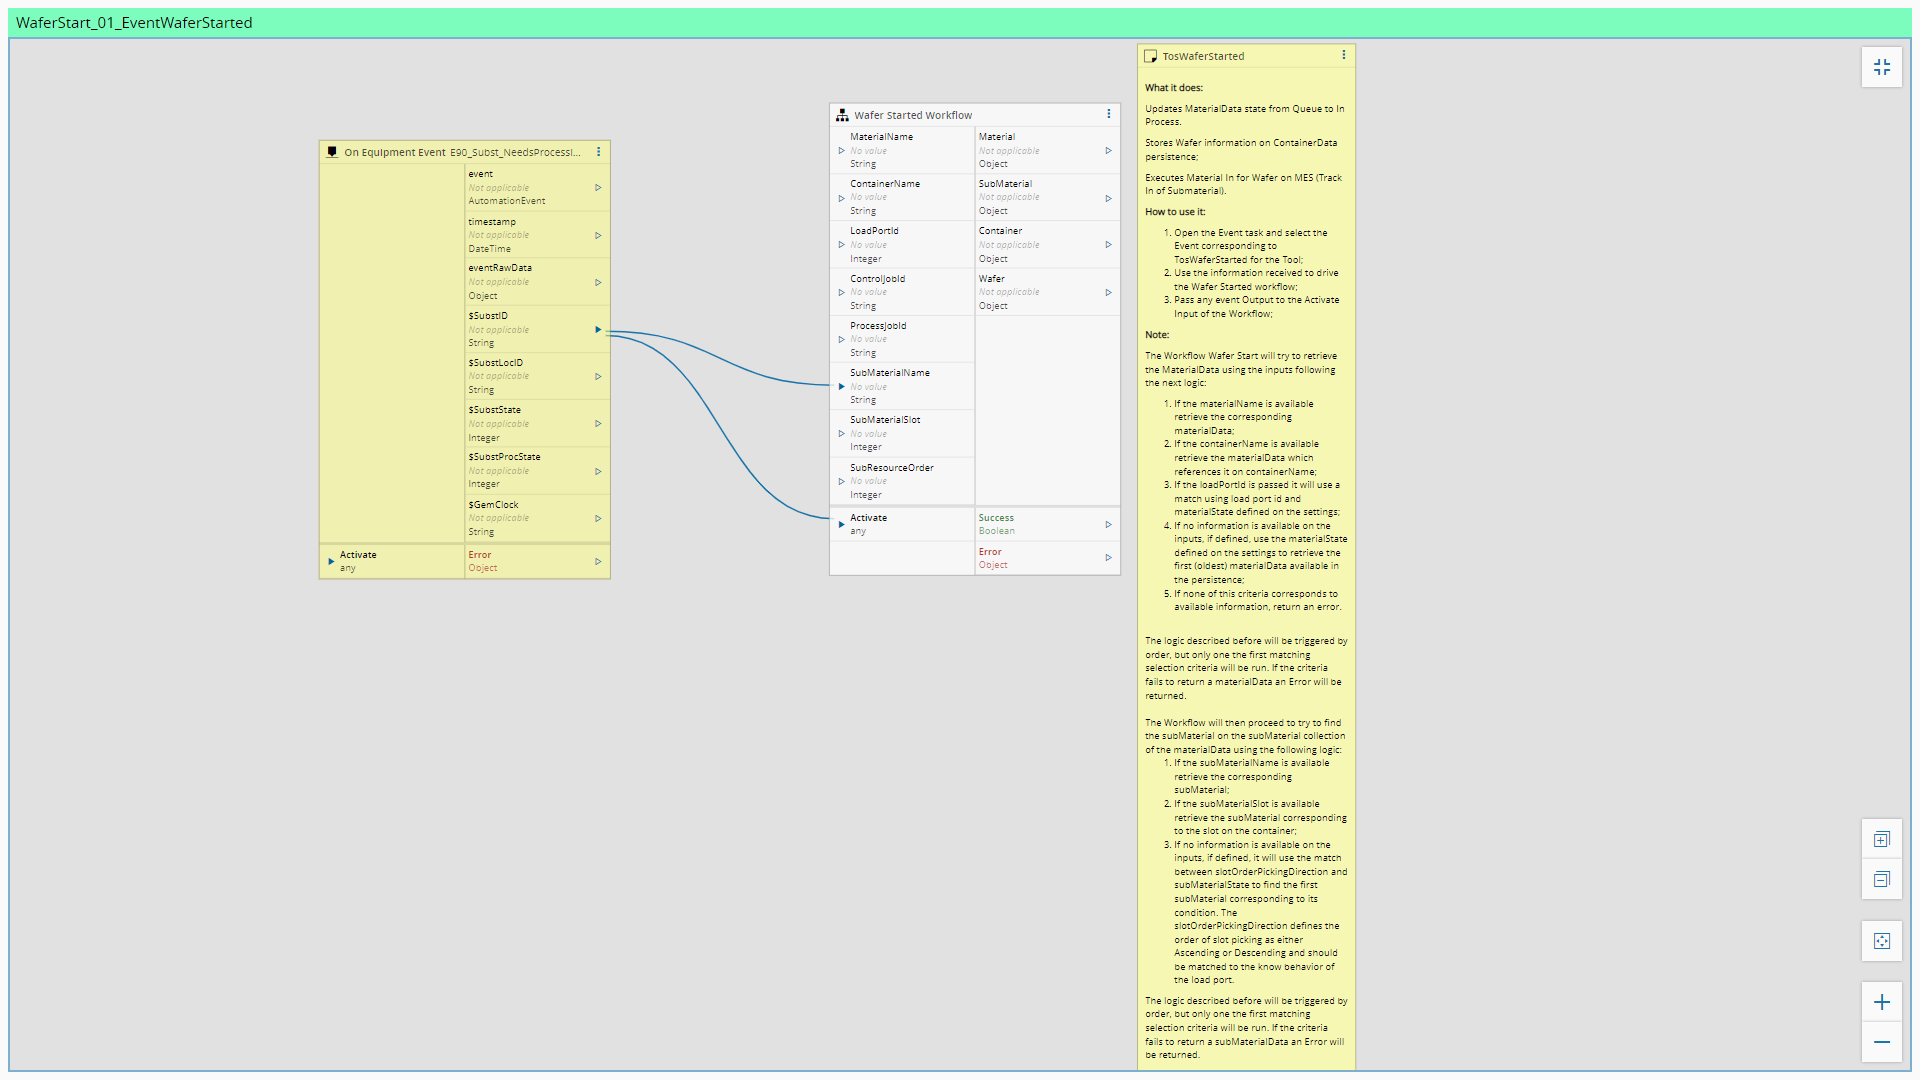 WaferStart_01_EventWaferStarted
On Equipment Event E90_Subst_NeedsProcessi...
event
Not applicable
AutomationEvent
timestamp
Not applicable
DateTime
eventRawData
Not applicable
Object
$SubstID
Not applicable
String
$SubstLocID
Not applicable
String
$SubstState
Not applicable
Integer
$SubstProcState
Not applicable
Integer
$GemClock
Not applicable
String
Activate
any
Error
Object
Wafer Started Workflow
MaterialName
No value
String
ContainerName
No value
String
LoadPortId
No value
Integer
ControlJobId
No value
String
ProcessJobId
No value
String
SubMaterialName
No value
String
SubMaterialSlot
No value
Integer
SubResourceOrder
No value
Integer
Material
Not applicable
Object
SubMaterial
Not applicable
Object
Container
Not applicable
Object
Wafer
Not applicable
Object
Activate
any
Success
Boolean
Error
Object
TosWaferStarted
What it does:
Updates MaterialData state from Queue to In
Process.
Stores Wafer information on ContainerData
persistence;
Executes Material In for Wafer on MES (Track
In of Submaterial).
How to use it:
1. Open the Event task and select the
Event corresponding to
TosWaferStarted for the Tool;
2. Use the information received to drive
the Wafer Started workflow;
3. Pass any event Output to the Activate
Input of the Workflow;
Note:
The Workflow Wafer Start will try to retrieve
the MaterialData using the inputs following
the next logic:
1. If the materialName is available
retrieve the corresponding
materialData;
2. If the containerName is available
retrieve the materialData which
references it on containerName;
3. If the loadPortId is passed it will use a
match using load port id and
materialState defined on the settings;
4. If no information is available on the
inputs, if defined, use the materialState
defined on the settings to retrieve the
first (oldest) materialData available in
the persistence;
5. If none of this criteria corresponds to
available information, return an error.
The logic described before will be triggered by
order, but only one the first matching
selection criteria will be run. If the criteria
fails to return a materialData an Error will be
returned.
The Workflow will then proceed to try to find
the subMaterial on the subMaterial collection
of the materialData using the following logic:
1. If the subMaterialName is available
retrieve the corresponding
subMaterial;
2. If the subMaterialSlot is available
retrieve the subMaterial corresponding
to the slot on the container;
3. If no information is available on the
inputs, if defined, it will use the match
between slotOrderPickingDirection and
subMaterialState to find the first
subMaterial corresponding to its
condition. The
slotOrderPickingDirection defines the
order of slot picking as either
Ascending or Descending and should
be matched to the know behavior of
the load port.
The logic described before will be triggered by
order, but only one the first matching
selection criteria will be run. If the criteria
fails to return a subMaterialData an Error will
be returned.